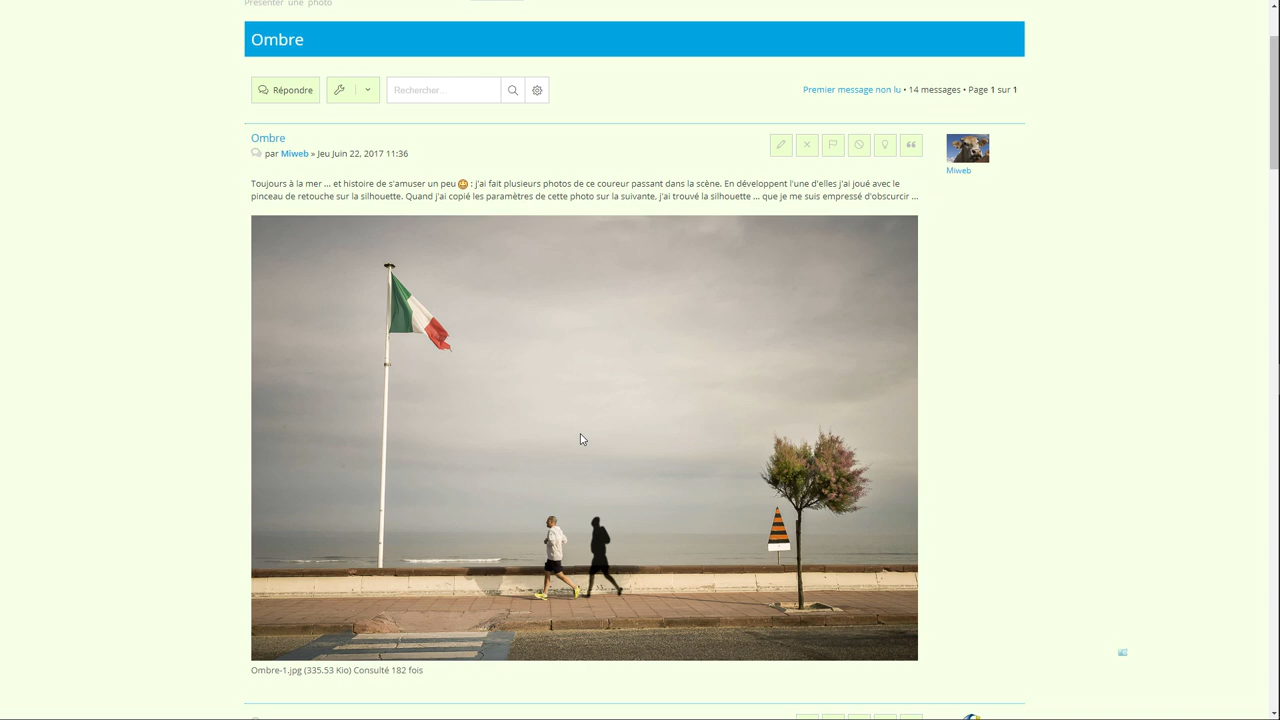 Présenter une photo
Ombre
Répondre
Rechercher...
Premier message non lu • 14 messages • Page 1 sur 1
Ombre
par Miweb » Jeu Juin 22, 2017 11:36
Miweb
Toujours à la mer ... et histoire de s'amuser un peu : j'ai fait plusieurs photos de ce coureur passant dans la scène. En développent l'une d'elles j'ai joué avec le
pinceau de retouche sur la silhouette. Quand j'ai copié les paramètres de cette photo sur la suivante, j'ai trouvé la silhouette ... que je me suis empressé d'obscurcir ...
Ombre-1.jpg (335.53 Kio) Consulté 182 fois